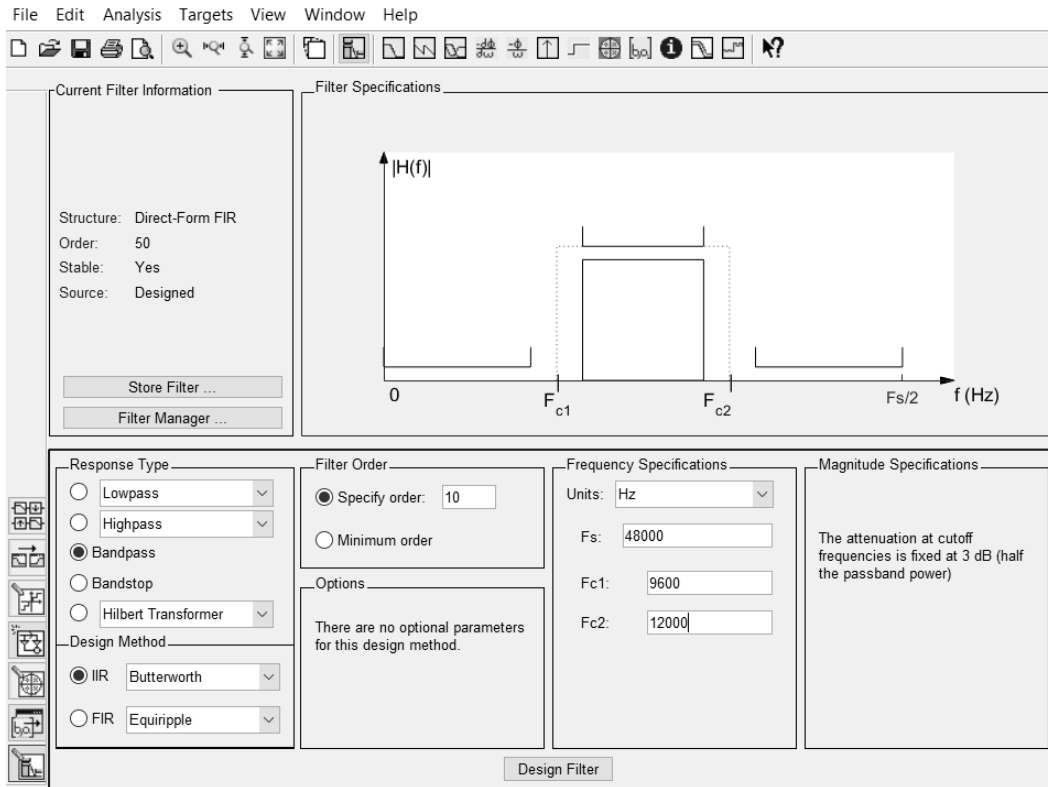 File Edit Analysis Targets View Window Help
Current Filter Information
Structure: Direct-Form FIR
Order: 50
Stable: Yes
Source: Designed
Store Filter ...
Filter Manager ...
Filter Specifications
|H(f)|
0 Fc1 Fc2 Fs/2 f (Hz)
Response Type
Lowpass
Highpass
Bandpass
Bandstop
Hilbert Transformer
Design Method
IIR Butterworth
FIR Equiripple
Filter Order
Specify order: 10
Minimum order
Options
There are no optional parameters
for this design method.
Frequency Specifications
Units: Hz
Fs: 48000
Fc1: 9600
Fc2: 12000
Magnitude Specifications
The attenuation at cutoff
frequencies is fixed at 3 dB (half
the passband power)
Design Filter